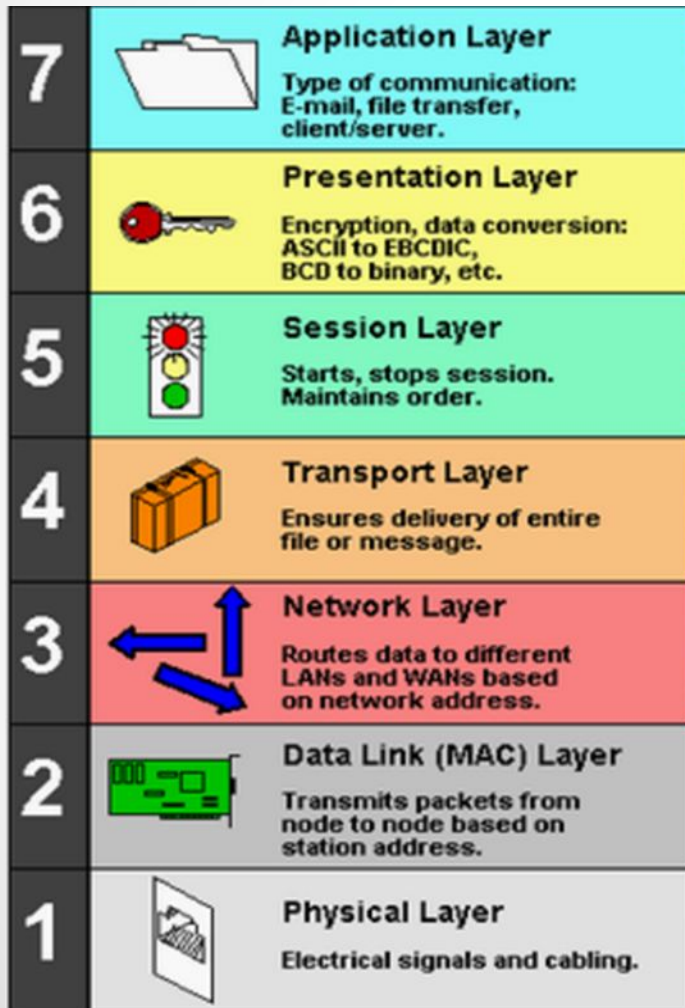 7
Application Layer
Type of communication:
E-mail, file transfer,
client/server.
6
Presentation Layer
Encryption, data conversion:
ASCII to EBCDIC,
BCD to binary, etc.
5
Session Layer
Starts, stops session.
Maintains order.
4
Transport Layer
Ensures delivery of entire
file or message.
3
Network Layer
Routes data to different
LANs and WANs based
on network address.
2
Data Link (MAC) Layer
Transmits packets from
node to node based on
station address.
1
Physical Layer
Electrical signals and cabling.